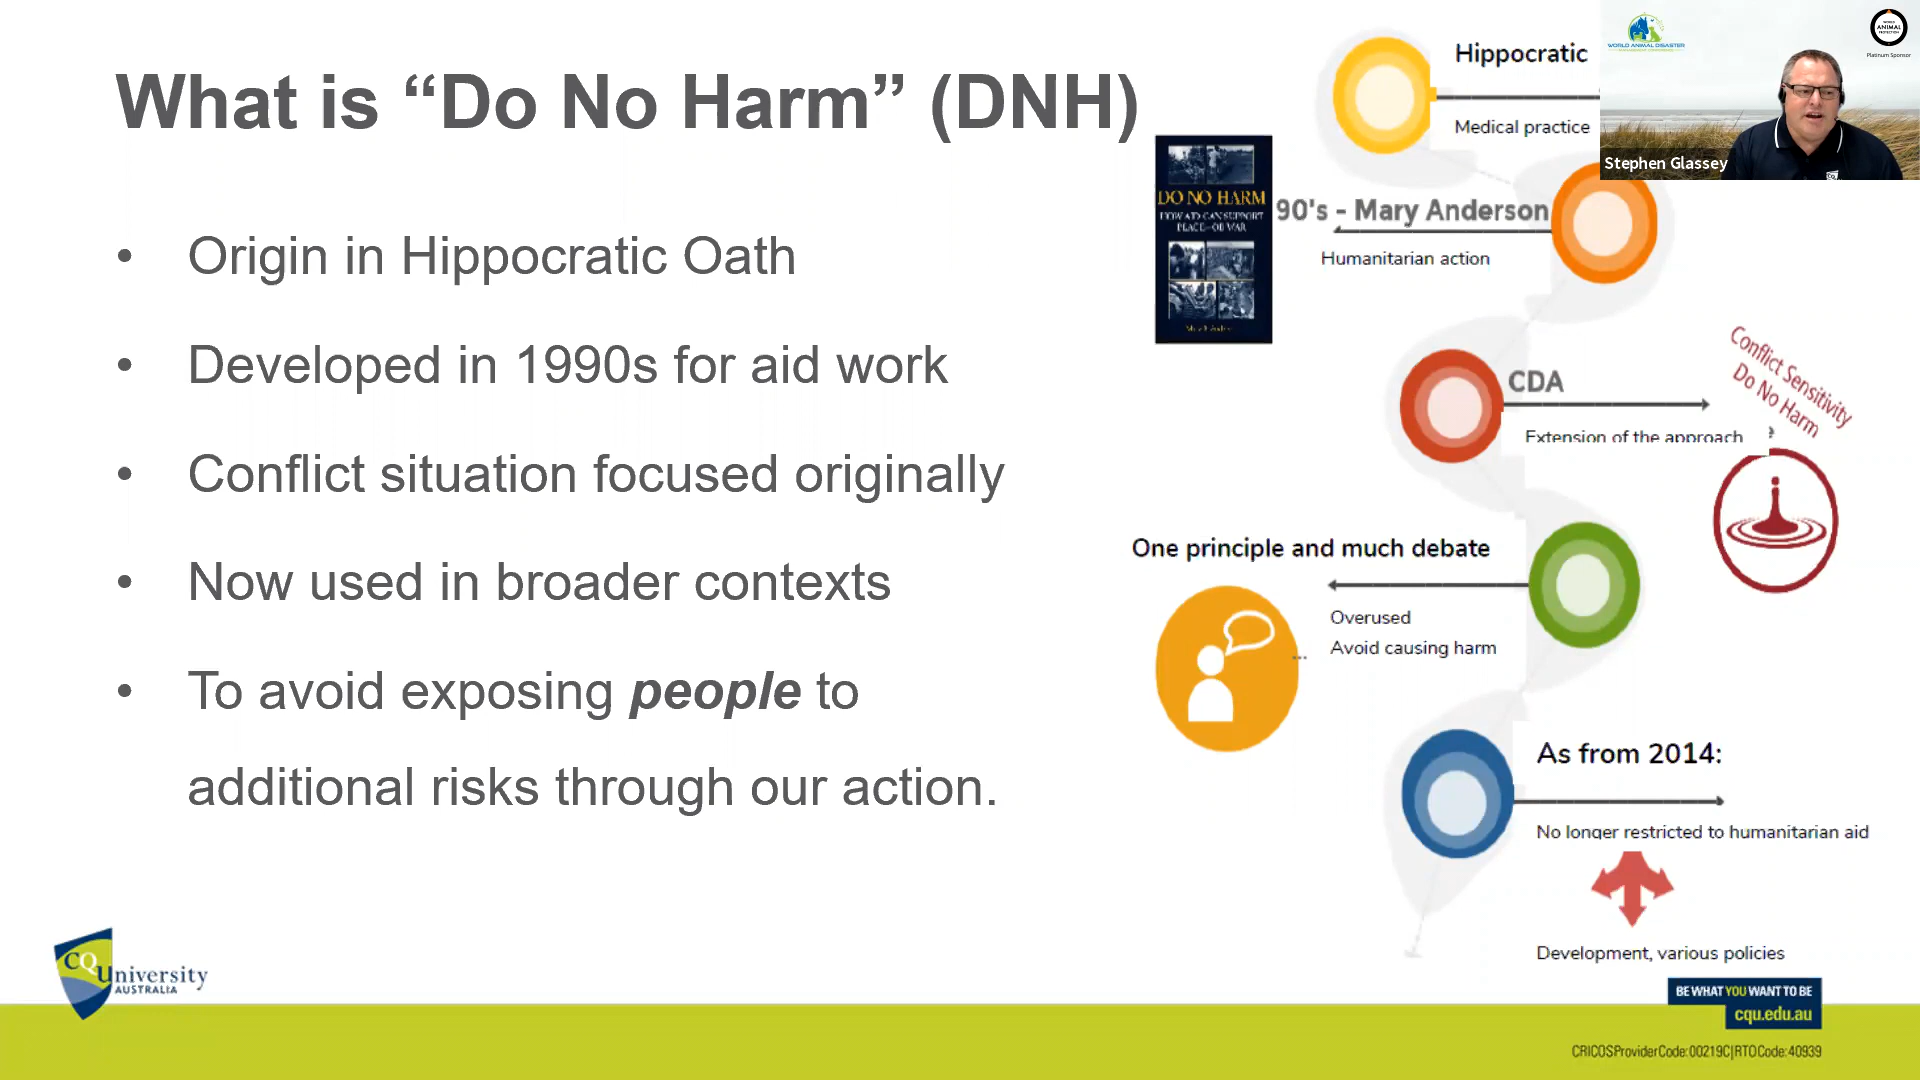 What is “Do No Harm” (DNH)
• Origin in Hippocratic Oath
• Developed in 1990s for aid work
• Conflict situation focused originally
• Now used in broader contexts
• To avoid exposing people to
additional risks through our action.
Hippocratic
Medical practice
DO NO HARM
HOW AID CAN SUPPORT
PEACE–OR WAR
90's - Mary Anderson
Humanitarian action
CDA
Extension of the approach
Conflict Sensitivity
Do No Harm
One principle and much debate
Overused
Avoid causing harm
...
As from 2014:
No longer restricted to humanitarian aid
Development, various policies
WORLD ANIMAL DISASTER
WORLD
ANIMAL
PROTECTION
Platinum Sponsor
Stephen Glassey
CQUniversity
AUSTRALIA
BE WHAT YOU WANT TO BE
cqu.edu.au
CRICOS Provider Code: 00219C | RTO Code: 40939